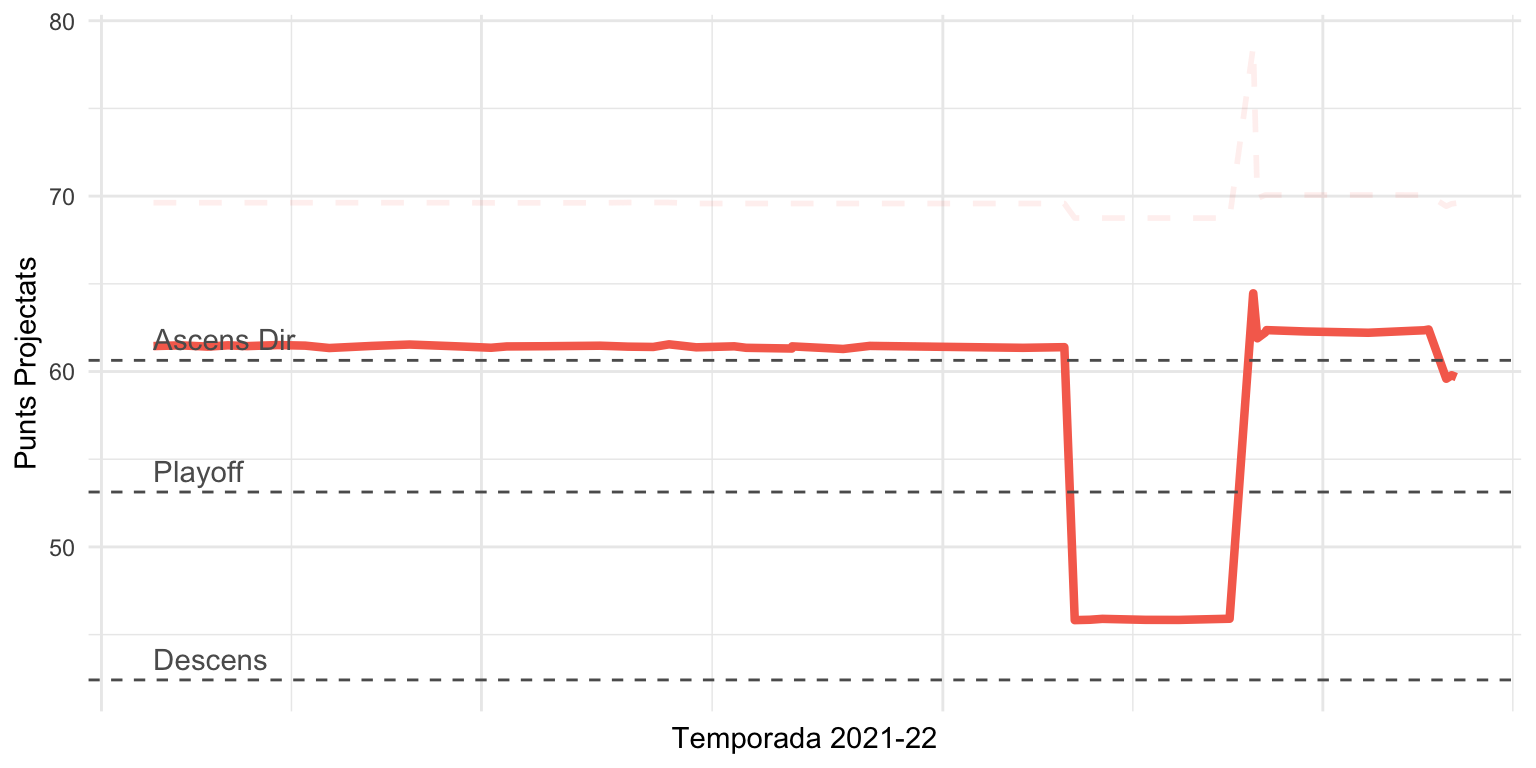 80
70
60
50
Punts Projectats
Ascens Dir
Playoff
Descens
Temporada 2021-22